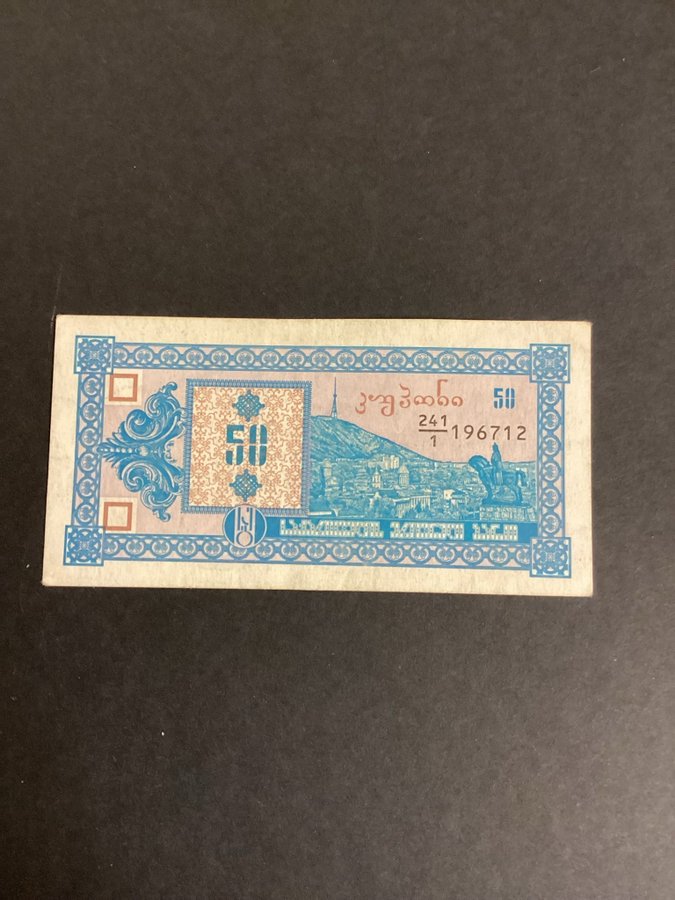 კუპონი 50
241/1 196712
50
საქართველოს ეროვნული ბანკი